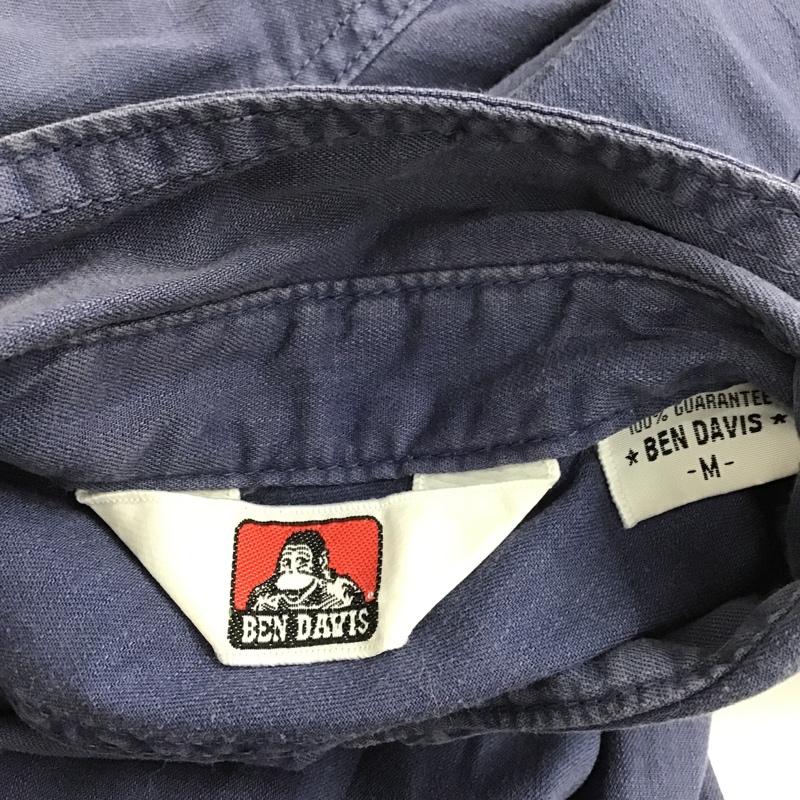 100% GUARANTEE
★ BEN DAVIS ★
-M-
BEN DAVIS
®